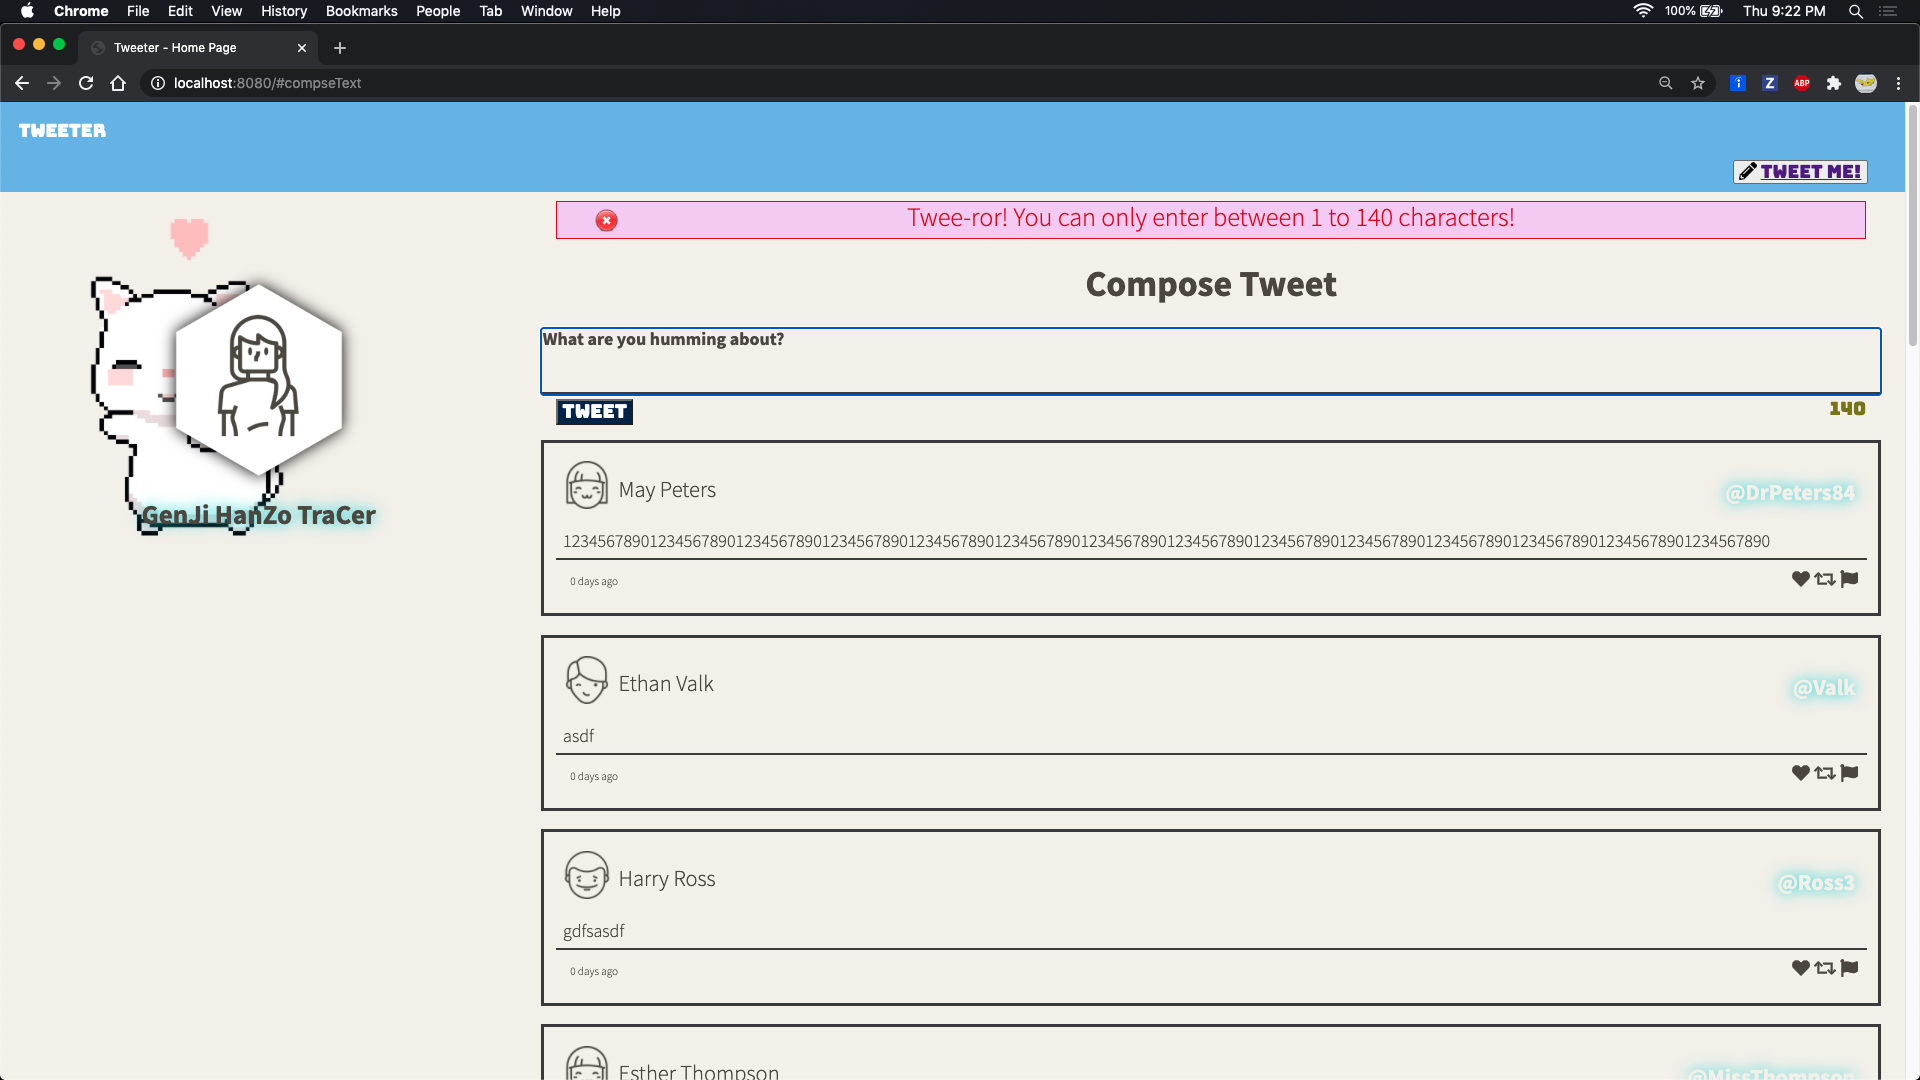 Chrome File Edit View History Bookmarks People Tab Window Help 100% Thu 9:22 PM
Tweeter - Home Page
localhost:8080/#compseText
Z ABP
TWEETER
TWEET ME!
Twee-ror! You can only enter between 1 to 140 characters!
Compose Tweet
What are you humming about?
TWEET 140
GenJi HanZo TraCer
May Peters @DrPeters84
12345678901234567890123456789012345678901234567890123456789012345678901234567890123456789012345678901234567890123456789012345678901234567890
0 days ago
Ethan Valk @Valk
asdf
0 days ago
Harry Ross @Ross3
gdfsasdf
0 days ago
Esther Thompson @MissThompson